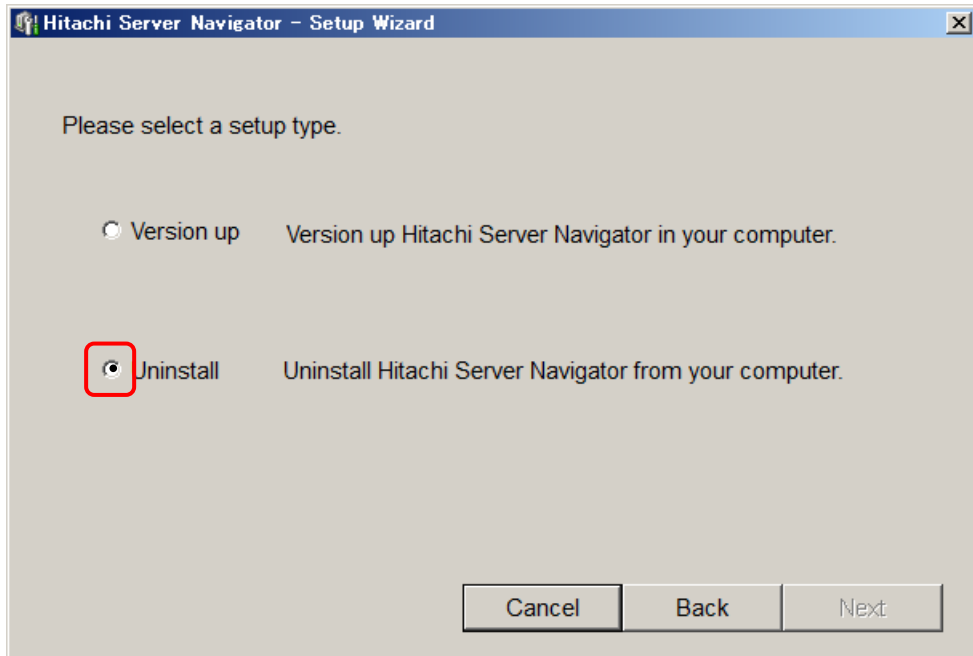 Hitachi Server Navigator - Setup Wizard
Please select a setup type.
Version up Version up Hitachi Server Navigator in your computer.
Uninstall Uninstall Hitachi Server Navigator from your computer.
Cancel Back Next